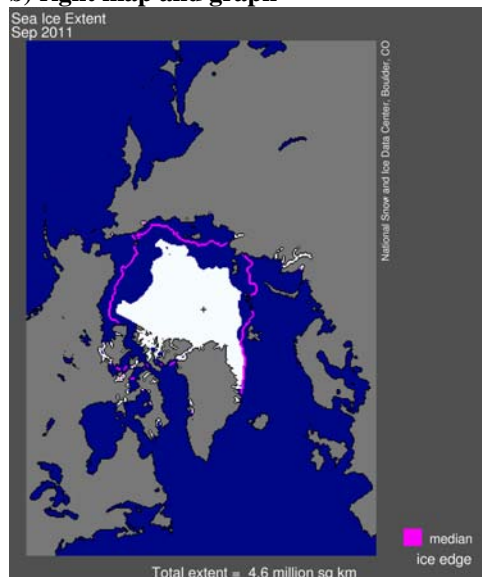 b) right map and graph
Sea Ice Extent
Sep 2011
National Snow and Ice Data Center, Boulder, CO
median
ice edge
Total extent = 4.6 million sq km